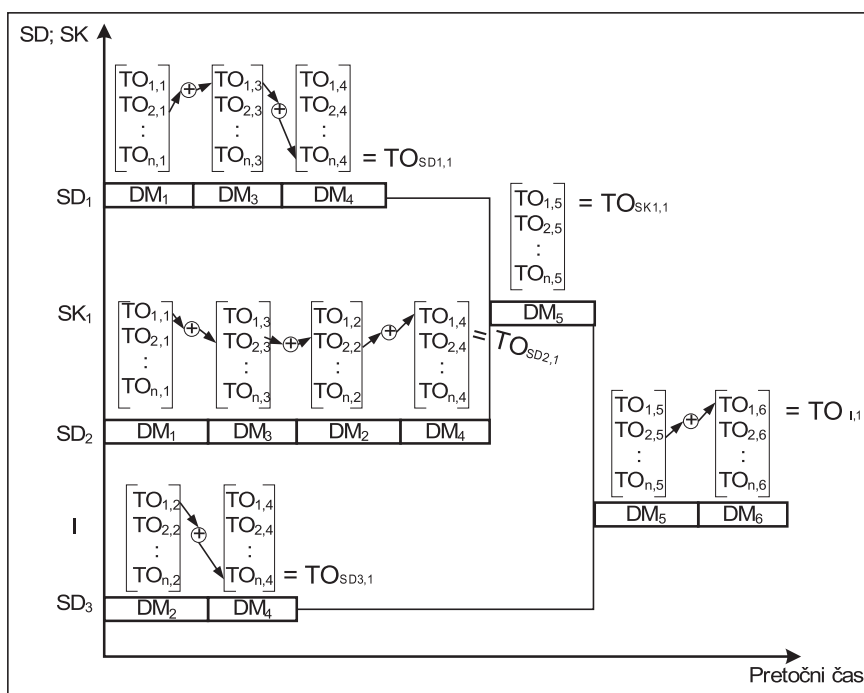 SD; SK
TO1,1 TO1,3 TO1,4
TO2,1 + TO2,3 + TO2,4
⋮ ⋮ ⋮
TOn,1 TOn,3 TOn,4 = TOSD1,1
SD1 DM1 DM3 DM4
TO1,5 = TOSK1,1
TO2,5
⋮
TOn,5
SK1 DM5
TO1,1 + TO1,3 + TO1,2 + TO1,4
TO2,1 TO2,3 TO2,2 TO2,4 = TOSD2,1
⋮ ⋮ ⋮ ⋮
TOn,1 TOn,3 TOn,2 TOn,4
SD2 DM1 DM3 DM2 DM4
TO1,5 + TO1,6 = TO I,1
TO2,5 TO2,6
⋮ ⋮
TOn,5 TOn,6
I DM5 DM6
TO1,2 TO1,4
TO2,2 + TO2,4
⋮ ⋮
TOn,2 TOn,4 = TOSD3,1
SD3 DM2 DM4
Pretočni čas